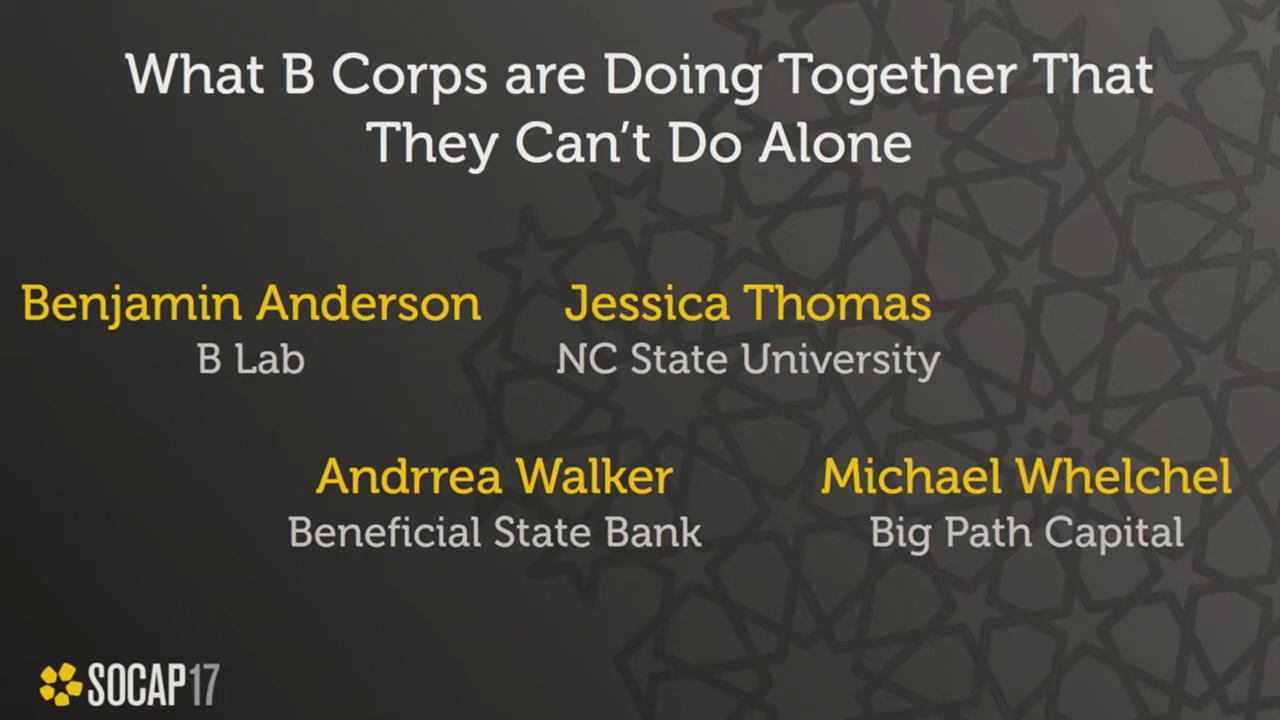 What B Corps are Doing Together That
They Can’t Do Alone
Benjamin Anderson
B Lab
Jessica Thomas
NC State University
Andrrea Walker
Beneficial State Bank
Michael Whelchel
Big Path Capital
SOCAP17